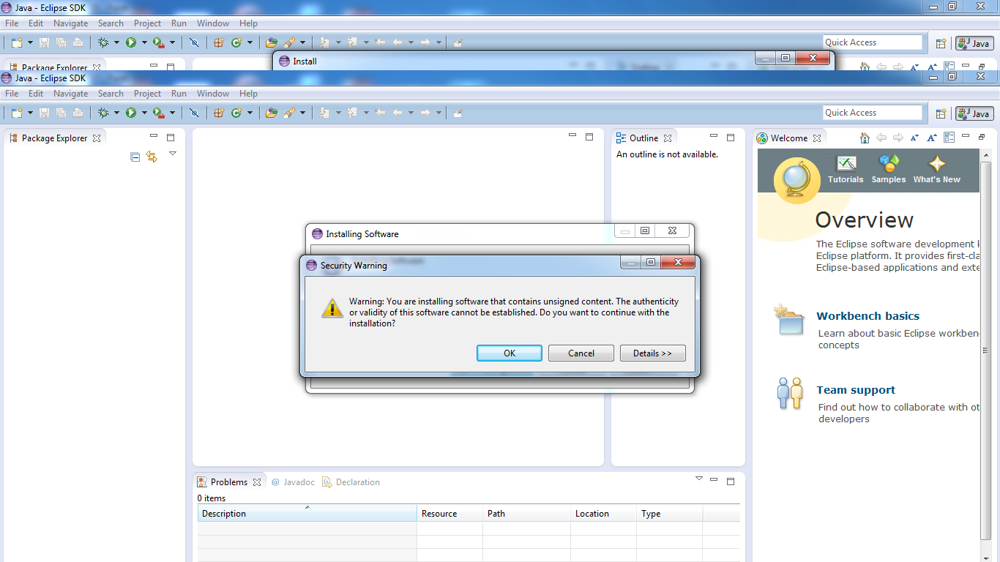 Java - Eclipse SDK
File Edit Navigate Search Project Run Window Help
Quick Access
Java
Package Explorer
Install
Java - Eclipse SDK
File Edit Navigate Search Project Run Window Help
Quick Access
Java
Package Explorer
Outline
An outline is not available.
Welcome
Tutorials Samples What's New
Overview
The Eclipse software development
Eclipse platform. It provides first-cla
Eclipse-based applications and exte
Workbench basics
Learn about basic Eclipse workben
concepts
Team support
Find out how to collaborate with ot
developers
Installing Software
Security Warning
Warning: You are installing software that contains unsigned content. The authenticity
or validity of this software cannot be established. Do you want to continue with the
installation?
OK Cancel Details >>
Problems @ Javadoc Declaration
0 items
Description Resource Path Location Type